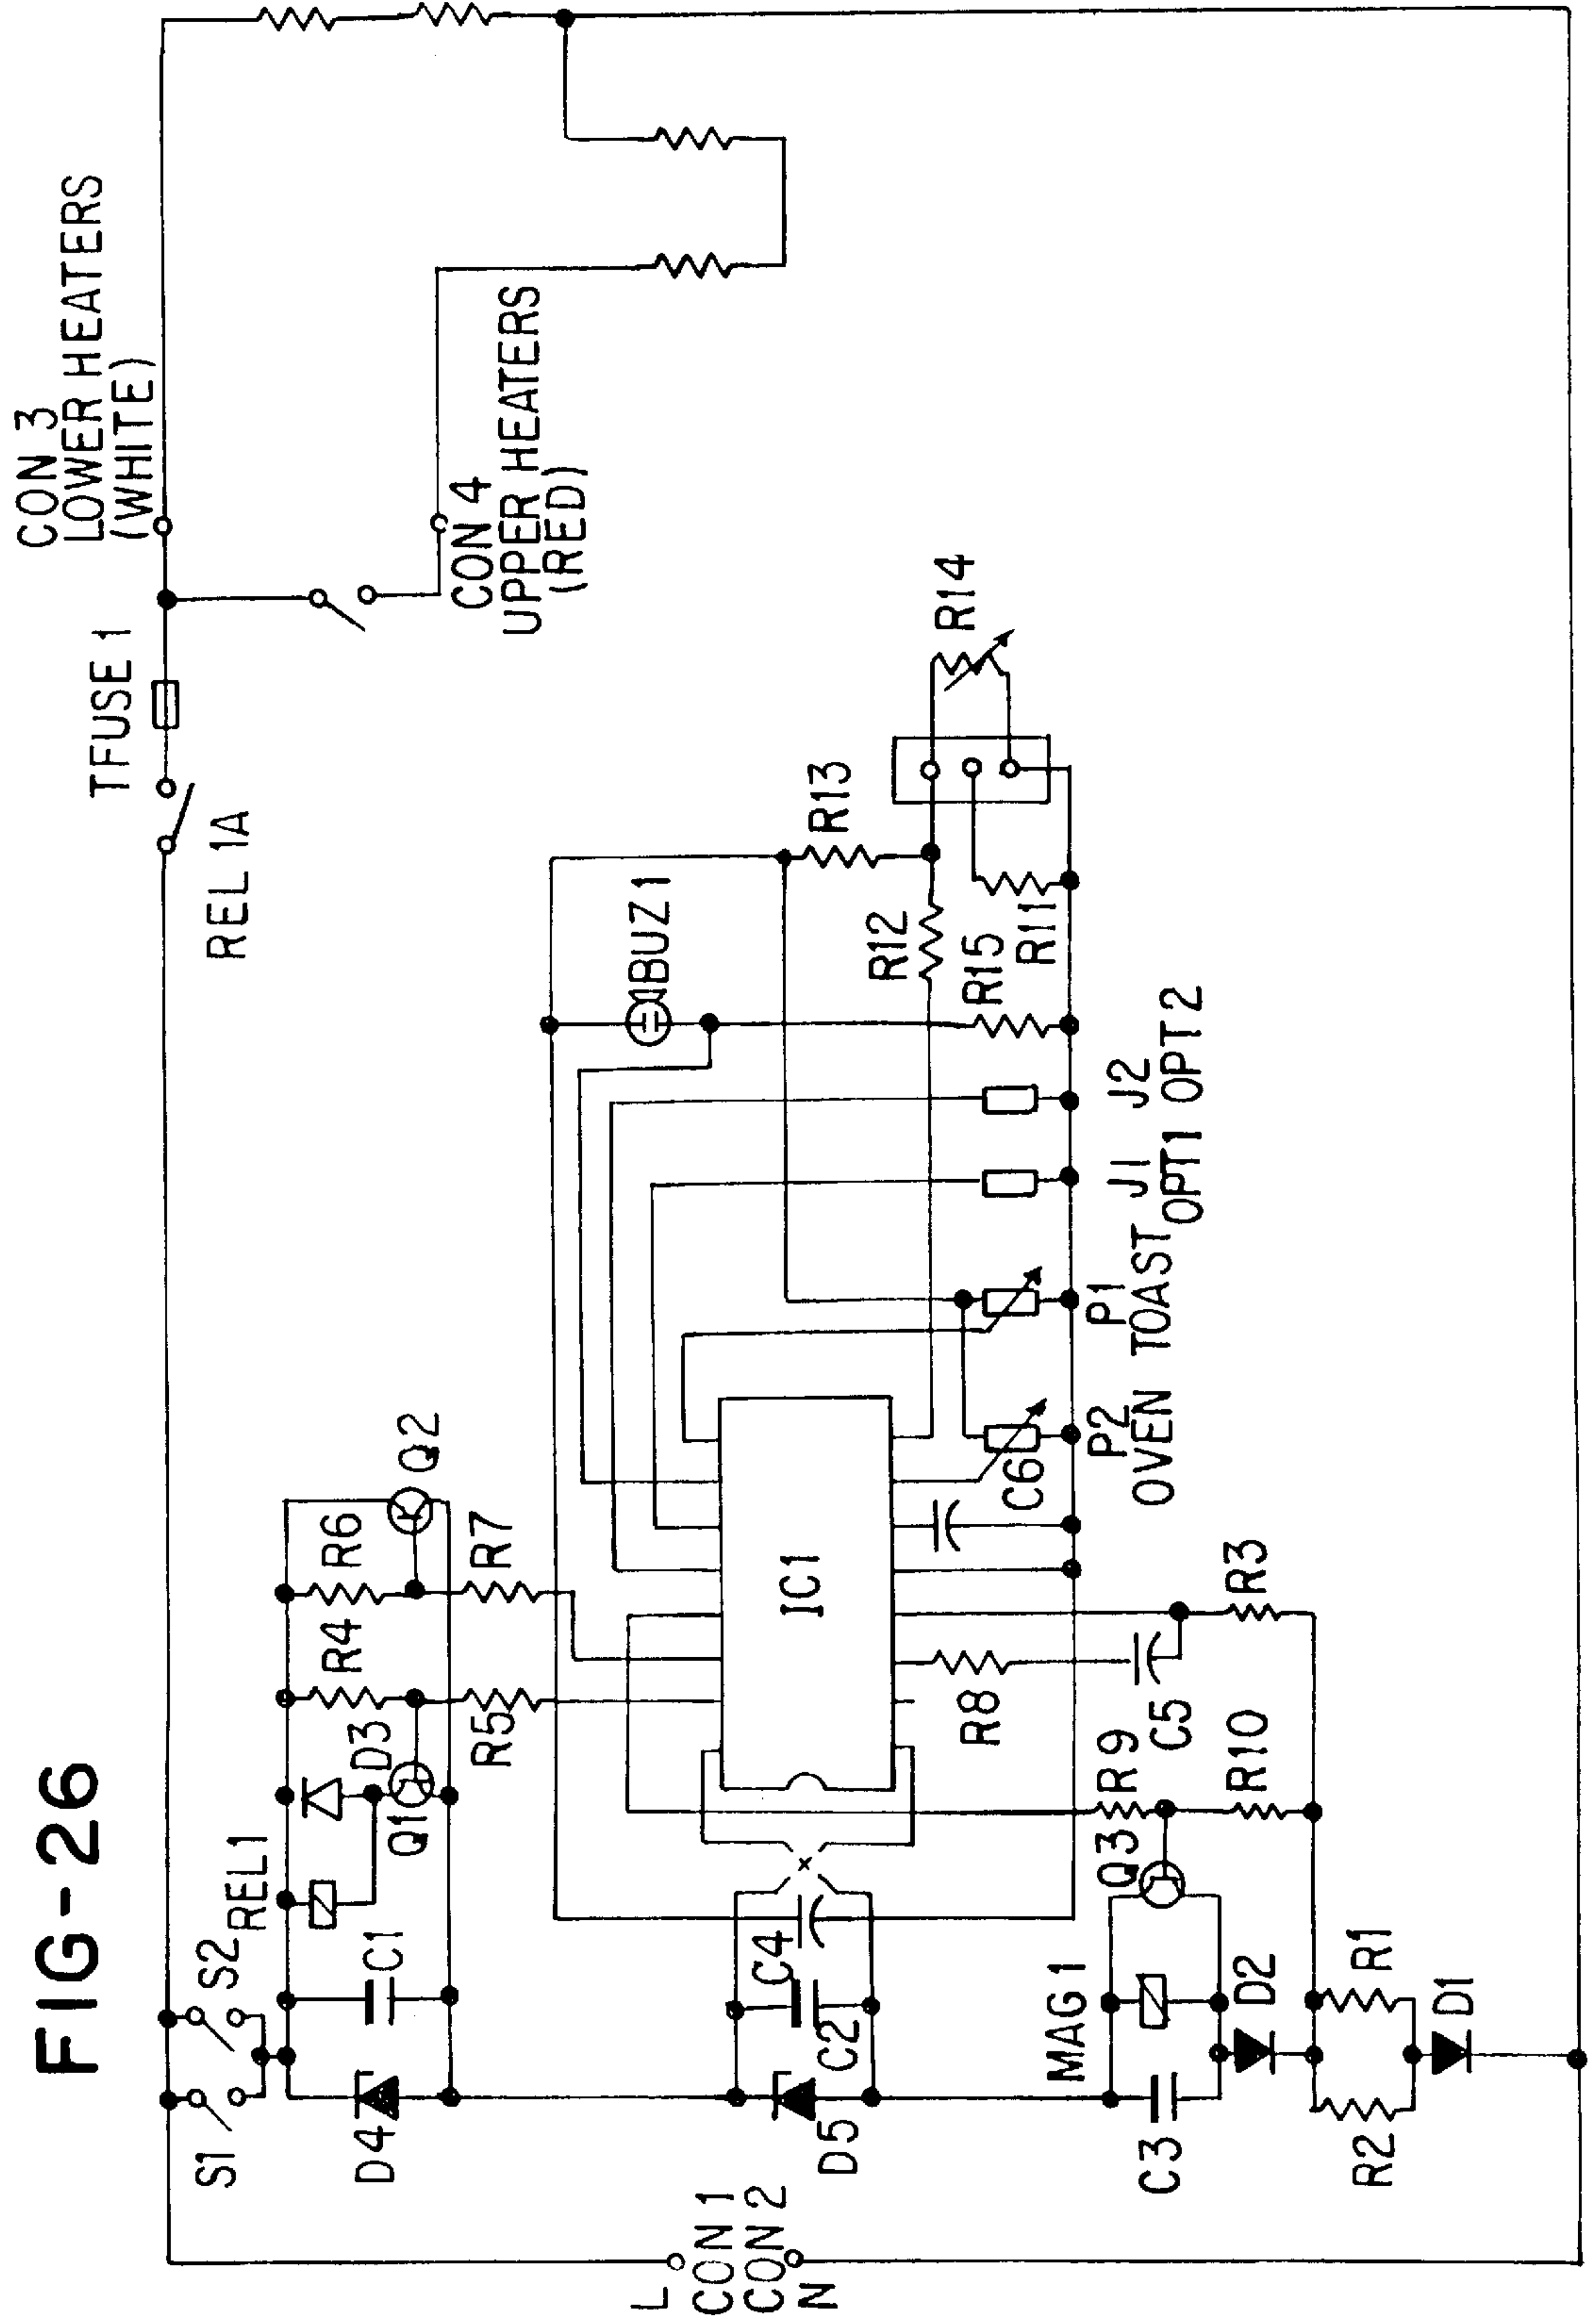 FIG-26
CON 3
LOWER HEATERS
(WHITE)
TFUSE 1
REL 1A
CON 4
UPPER HEATERS
(RED)
S1
S2
REL1
D4
C1
D3
Q1
R4
R6
Q2
R5
R7
L
CON 1
CON 2
N
D5
C2
C4
IC1
BUZ 1
R13
R14
R12
R15
R11
C6
P2
OVEN
P1
TOAST
J1
OPT1
J2
OPT 2
R8
C5
R3
MAG 1
Q3
R9
R10
C3
D2
R2
R1
D1